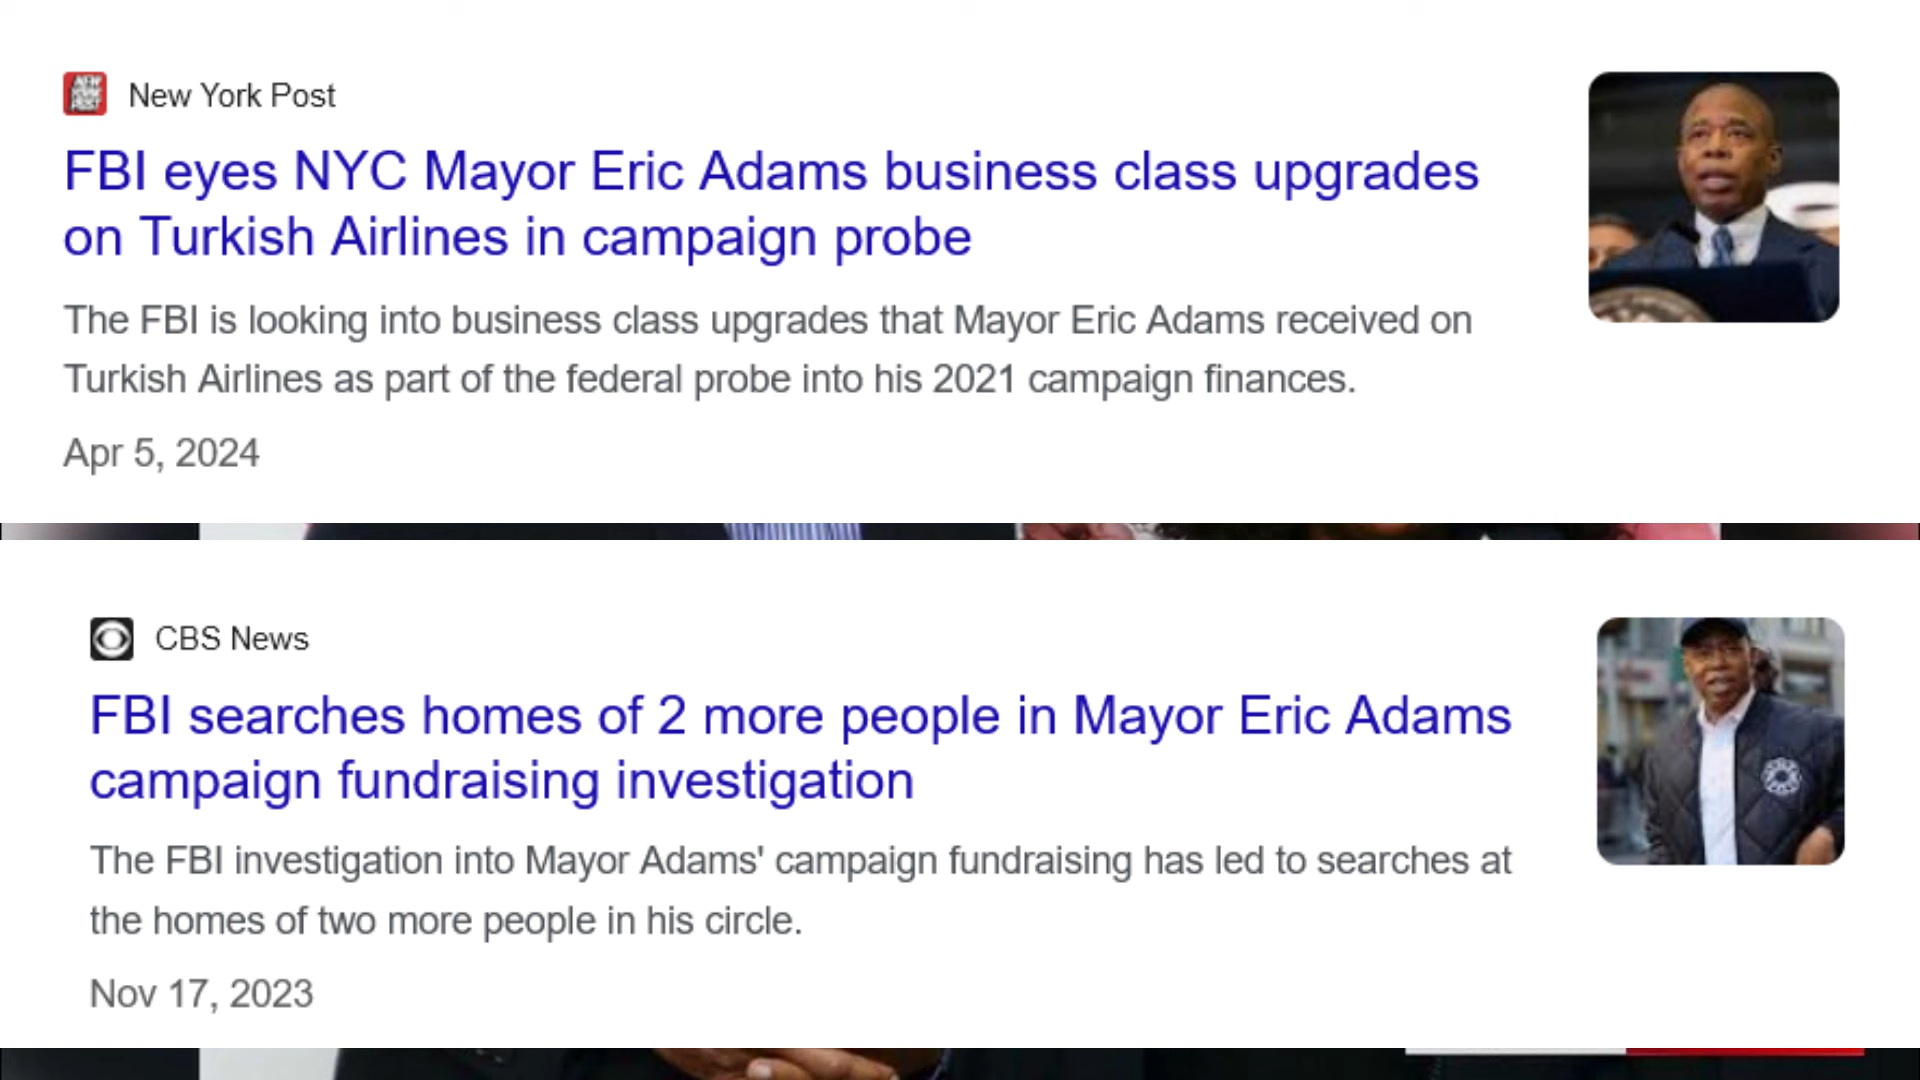 New York Post
FBI eyes NYC Mayor Eric Adams business class upgrades
on Turkish Airlines in campaign probe
The FBI is looking into business class upgrades that Mayor Eric Adams received on
Turkish Airlines as part of the federal probe into his 2021 campaign finances.
Apr 5, 2024
CBS News
FBI searches homes of 2 more people in Mayor Eric Adams
campaign fundraising investigation
The FBI investigation into Mayor Adams' campaign fundraising has led to searches at
the homes of two more people in his circle.
Nov 17, 2023